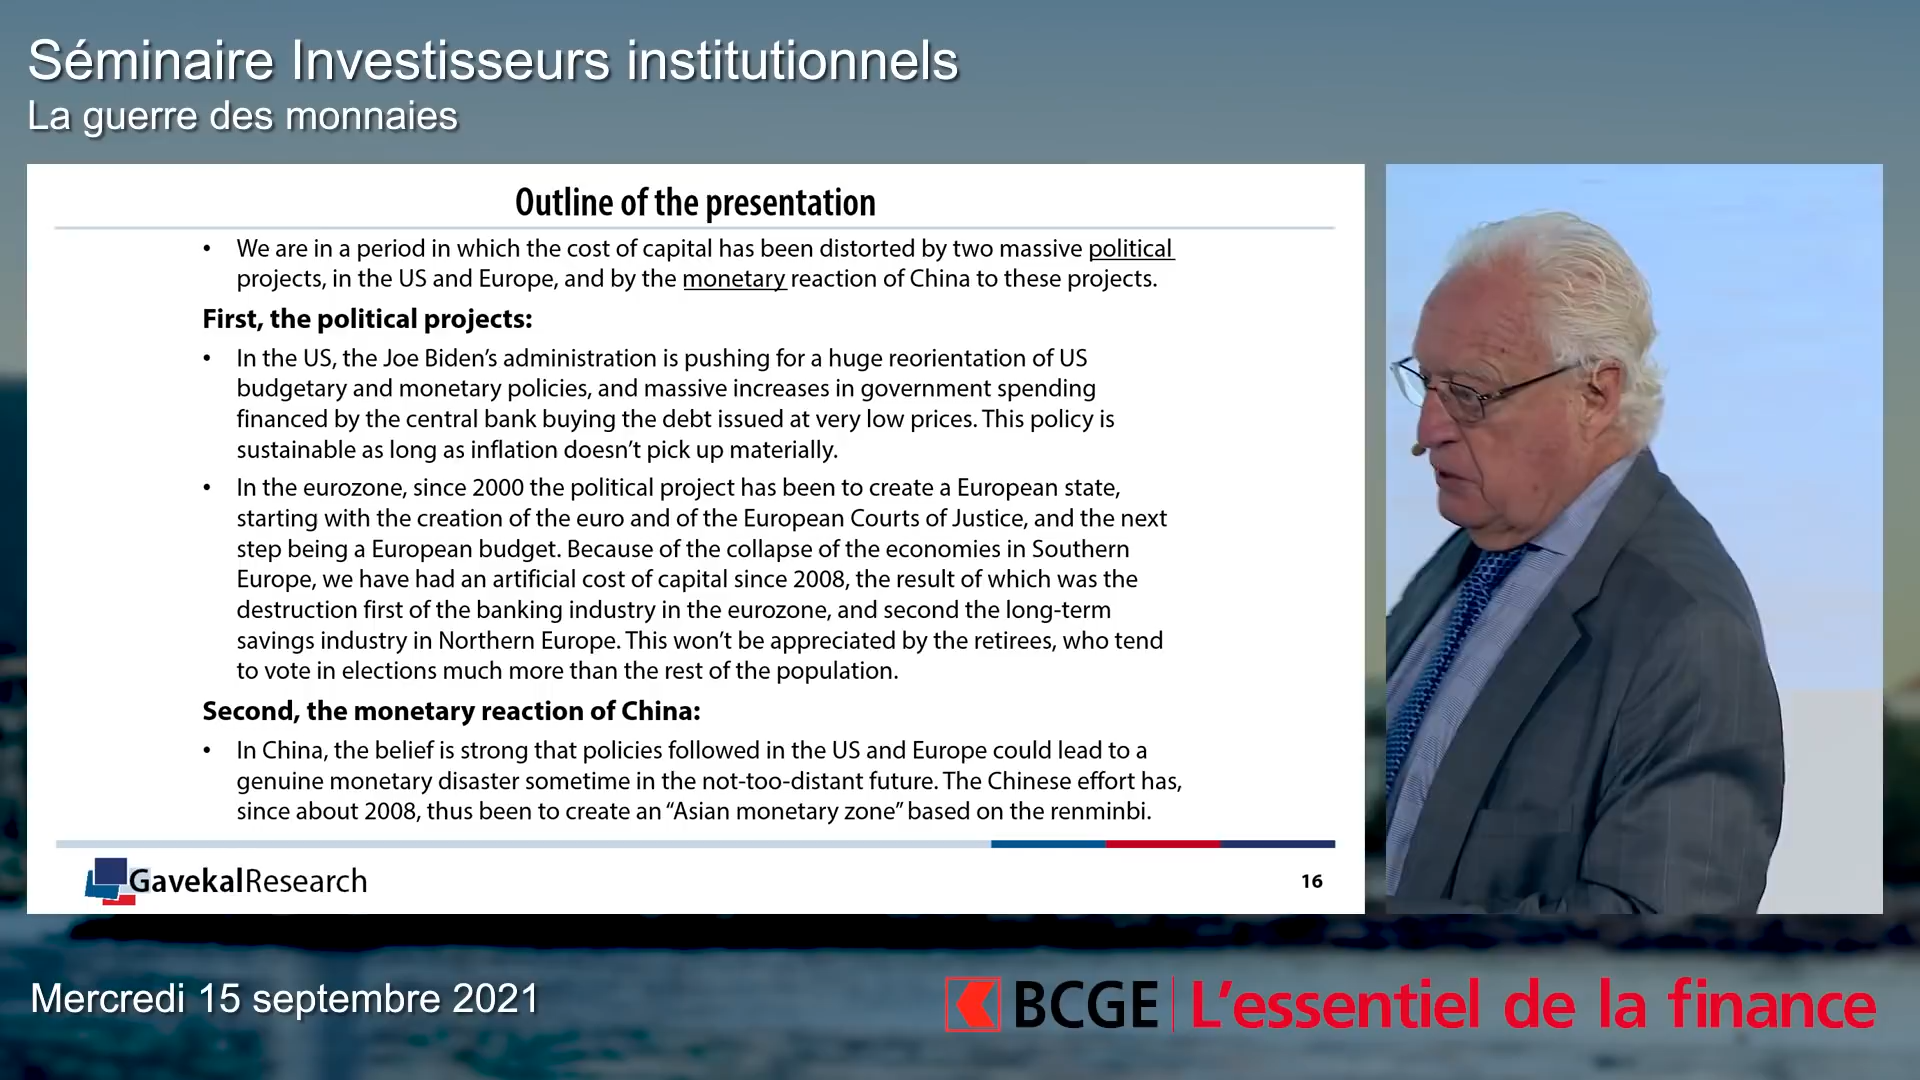 Séminaire Investisseurs institutionnels
La guerre des monnaies
Outline of the presentation
• We are in a period in which the cost of capital has been distorted by two massive political
projects, in the US and Europe, and by the monetary reaction of China to these projects.
First, the political projects:
• In the US, the Joe Biden’s administration is pushing for a huge reorientation of US
budgetary and monetary policies, and massive increases in government spending
financed by the central bank buying the debt issued at very low prices. This policy is
sustainable as long as inflation doesn’t pick up materially.
• In the eurozone, since 2000 the political project has been to create a European state,
starting with the creation of the euro and of the European Courts of Justice, and the next
step being a European budget. Because of the collapse of the economies in Southern
Europe, we have had an artificial cost of capital since 2008, the result of which was the
destruction first of the banking industry in the eurozone, and second the long-term
savings industry in Northern Europe. This won’t be appreciated by the retirees, who tend
to vote in elections much more than the rest of the population.
Second, the monetary reaction of China:
• In China, the belief is strong that policies followed in the US and Europe could lead to a
genuine monetary disaster sometime in the not-too-distant future. The Chinese effort has,
since about 2008, thus been to create an “Asian monetary zone” based on the renminbi.
GavekalResearch
16
Mercredi 15 septembre 2021
BCGE | L’essentiel de la finance